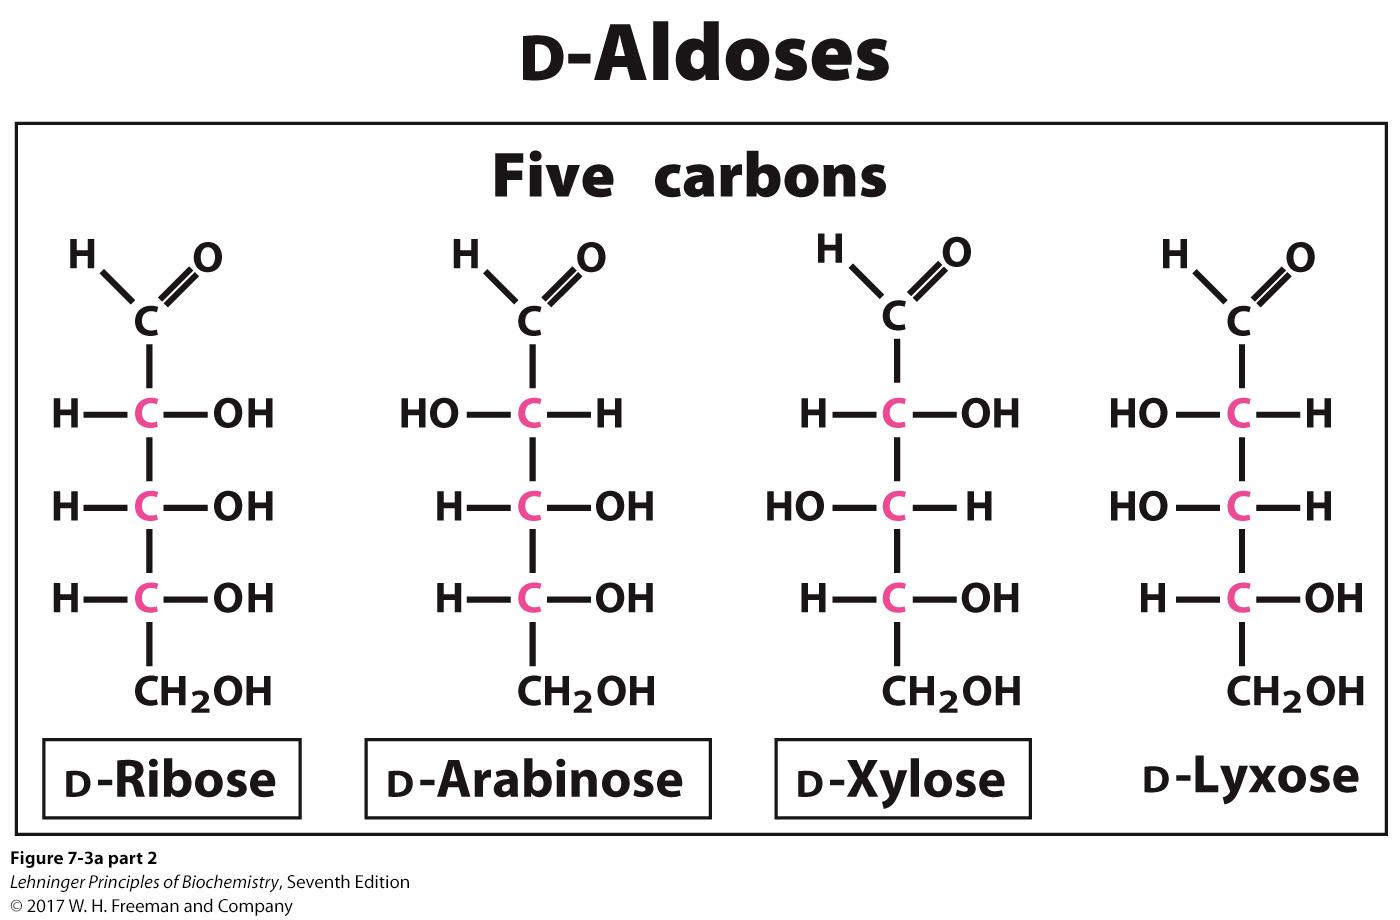 D-Aldoses
Five carbons
H O H O H O H O
C C C C
H C OH HO C H H C OH HO C H
H C OH H C OH HO C H HO C H
H C OH H C OH H C OH H C OH
CH2OH CH2OH CH2OH CH2OH
D-Ribose D-Arabinose D-Xylose D-Lyxose
Figure 7-3a part 2
Lehninger Principles of Biochemistry, Seventh Edition
© 2017 W. H. Freeman and Company